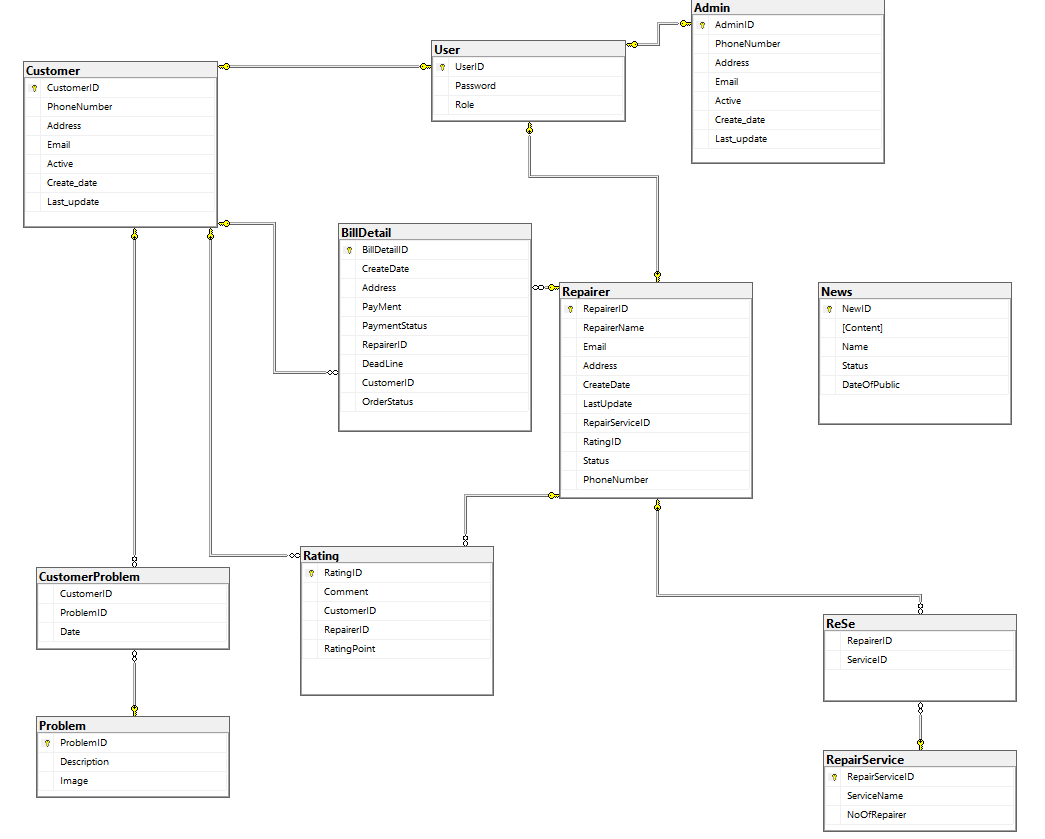 Admin
AdminID
PhoneNumber
Address
Email
Active
Create_date
Last_update
User
UserID
Password
Role
Customer
CustomerID
PhoneNumber
Address
Email
Active
Create_date
Last_update
BillDetail
BillDetailID
CreateDate
Address
PayMent
PaymentStatus
RepairerID
DeadLine
CustomerID
OrderStatus
Repairer
RepairerID
RepairerName
Email
Address
CreateDate
LastUpdate
RepairServiceID
RatingID
Status
PhoneNumber
News
NewID
[Content]
Name
Status
DateOfPublic
Rating
RatingID
Comment
CustomerID
RepairerID
RatingPoint
CustomerProblem
CustomerID
ProblemID
Date
ReSe
RepairerID
ServiceID
Problem
ProblemID
Description
Image
RepairService
RepairServiceID
ServiceName
NoOfRepairer